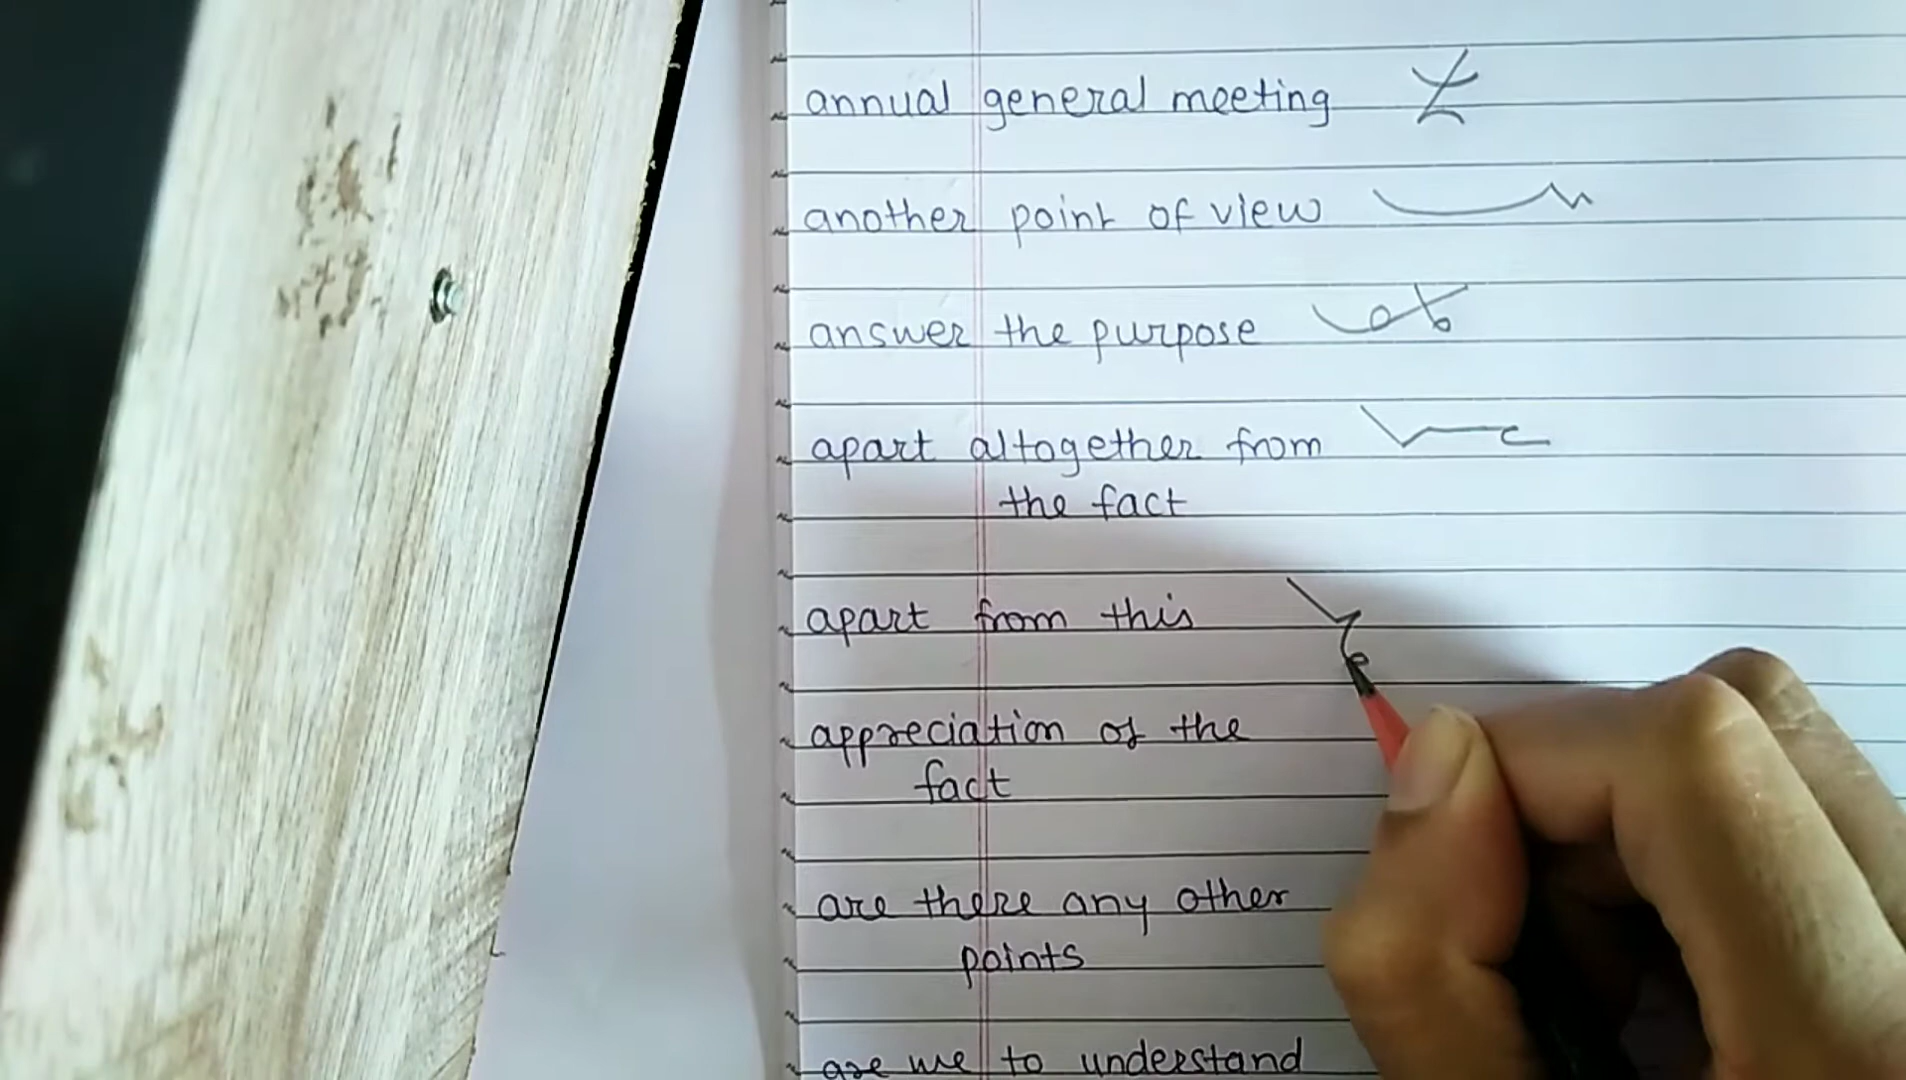 annual general meeting
another point of view
answer the purpose
apart altogether from
the fact
apart from this
appreciation of the
fact
are there any other
points
are we to understand